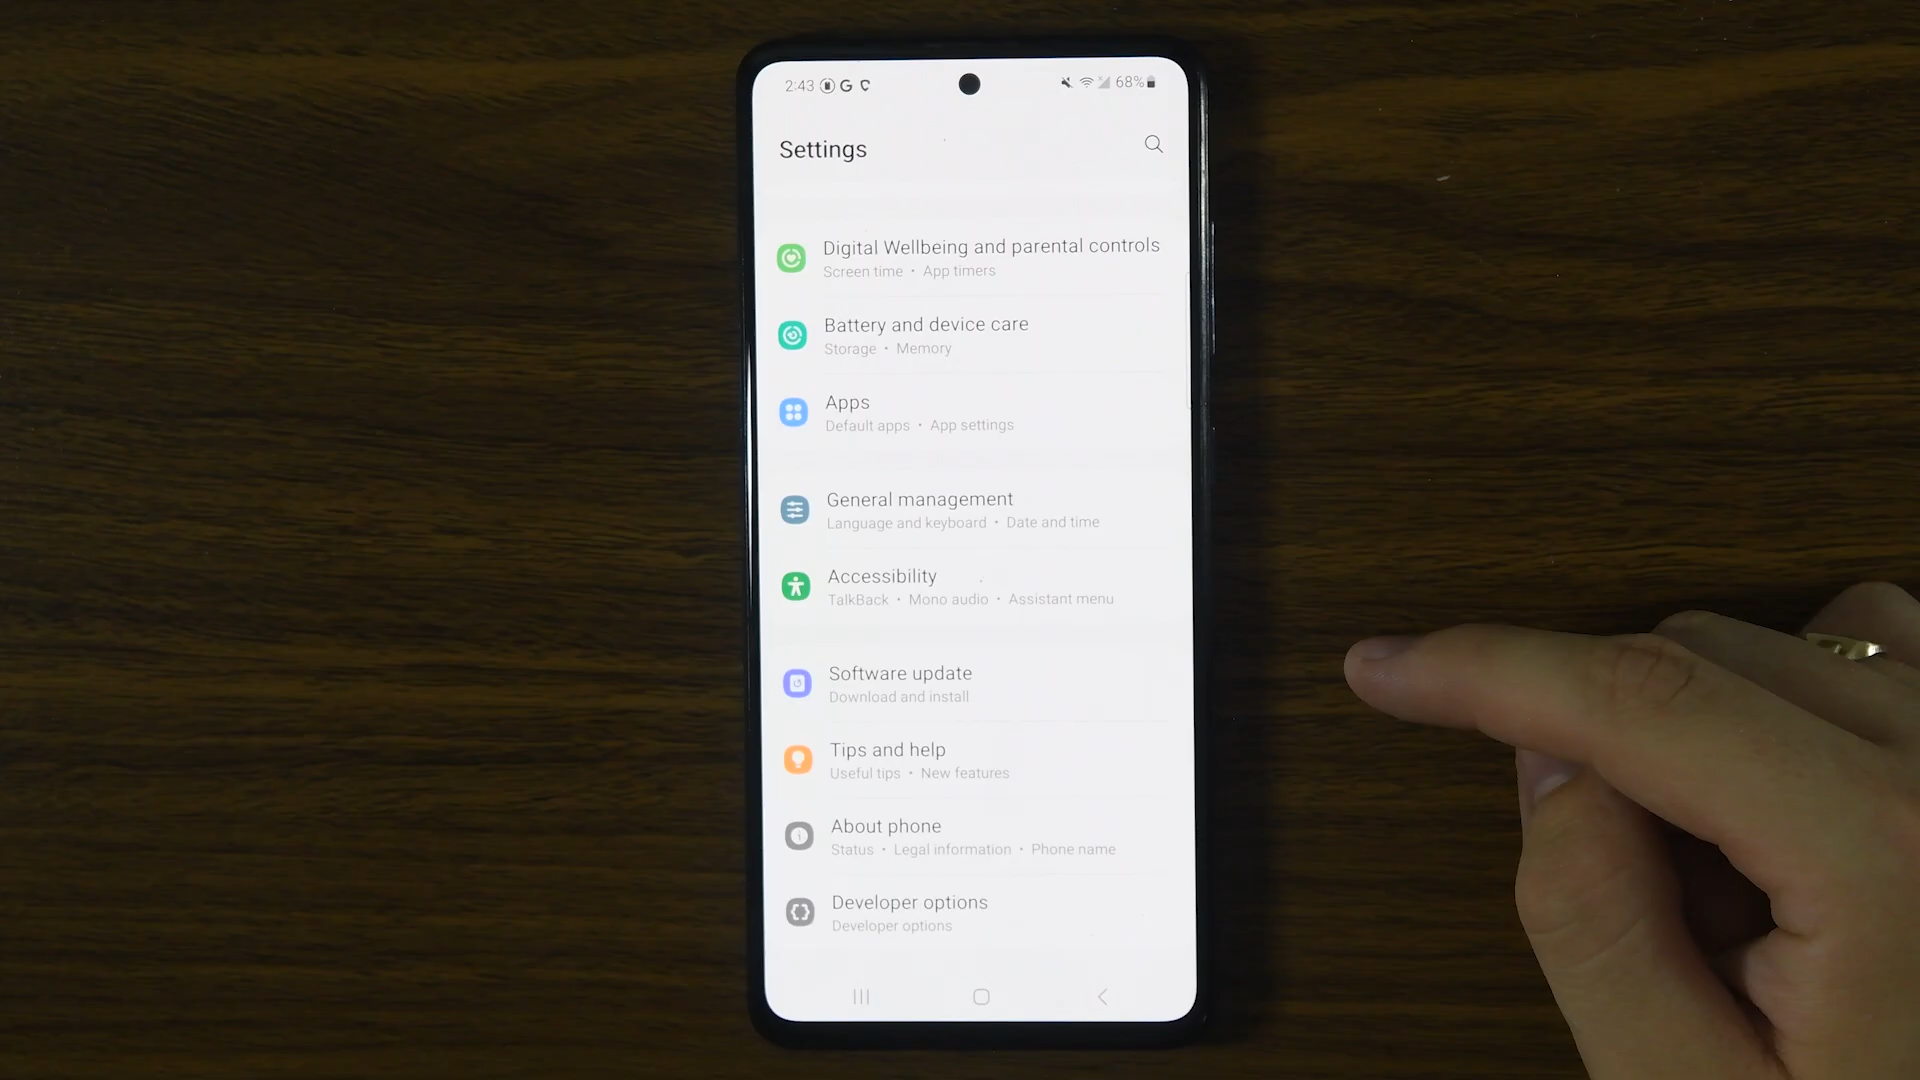 2:43 G
68%
Settings
Digital Wellbeing and parental controls
Screen time • App timers
Battery and device care
Storage • Memory
Apps
Default apps • App settings
General management
Language and keyboard • Date and time
Accessibility
TalkBack • Mono audio • Assistant menu
Software update
Download and install
Tips and help
Useful tips • New features
About phone
Status • Legal information • Phone name
Developer options
Developer options